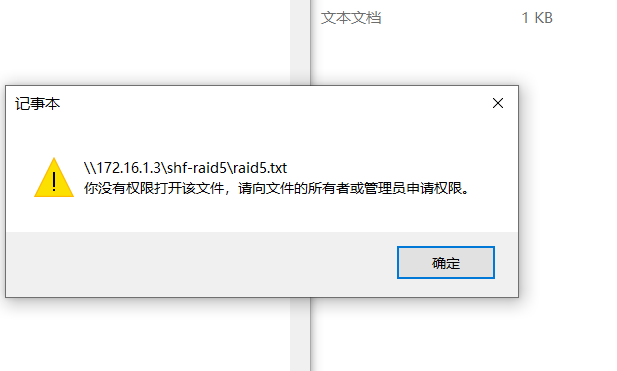 文本文档 1 KB
记事本
\\172.16.1.3\shf-raid5\raid5.txt
你没有权限打开该文件，请向文件的所有者或管理员申请权限。
确定